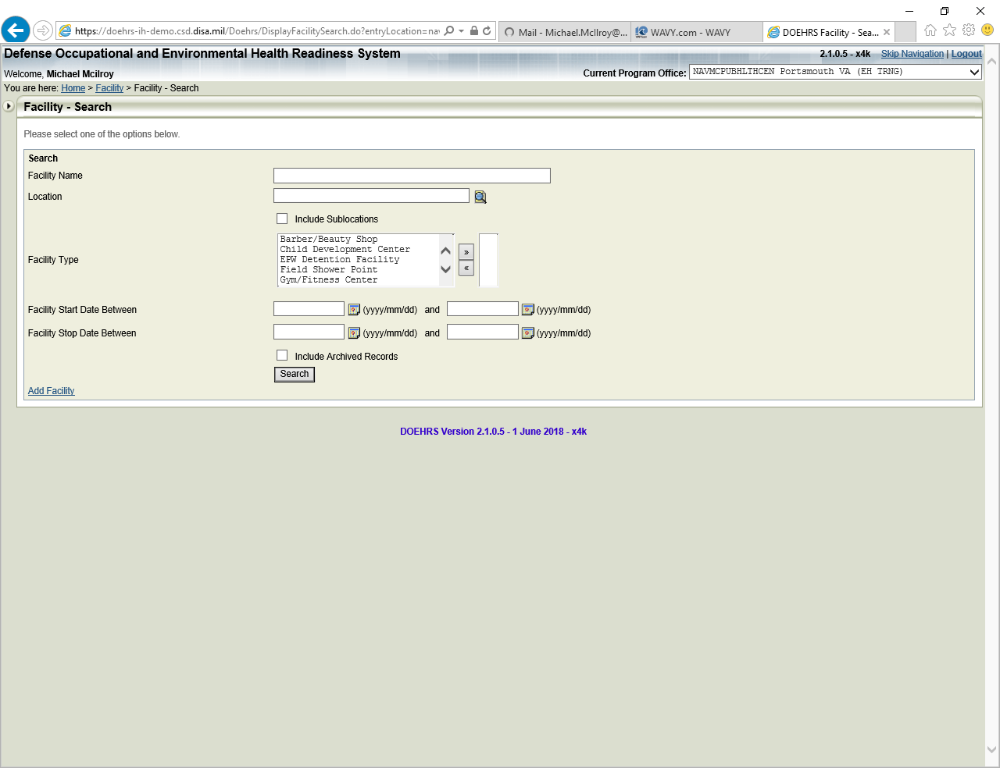 https://doehrs-ih-demo.csd.disa.mil/Doehrs/DisplayFacilitySearch.do?entryLocation=nav
Mail - Michael.McIlroy@...
WAVY.com - WAVY
DOEHRS Facility - Sea...
Defense Occupational and Environmental Health Readiness System
2.1.0.5 - x4k Skip Navigation | Logout
Welcome, Michael Mcilroy
Current Program Office: NAVMCPUBHLTHCEN Portsmouth VA (EH TRNG)
You are here: Home > Facility > Facility - Search
Facility - Search
Please select one of the options below.
Search
Facility Name
Location
Include Sublocations
Facility Type
Barber/Beauty Shop
Child Development Center
EPW Detention Facility
Field Shower Point
Gym/Fitness Center
»
«
Facility Start Date Between (yyyy/mm/dd) and (yyyy/mm/dd)
Facility Stop Date Between (yyyy/mm/dd) and (yyyy/mm/dd)
Include Archived Records
Search
Add Facility
DOEHRS Version 2.1.0.5 - 1 June 2018 - x4k